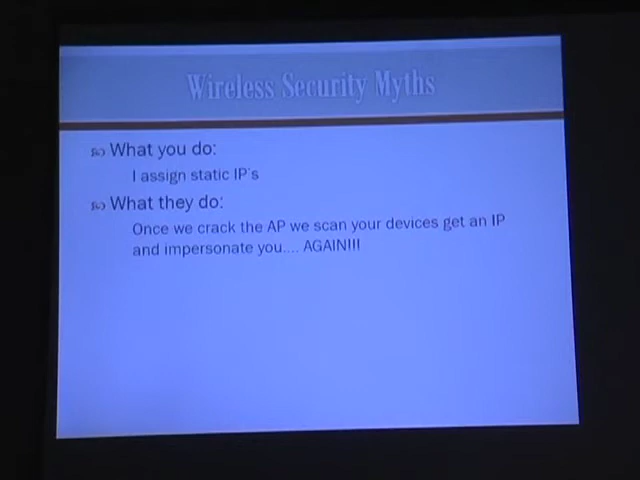 Wireless Security Myths
What you do:
I assign static IP's
What they do:
Once we crack the AP we scan your devices get an IP
and impersonate you.... AGAIN!!!